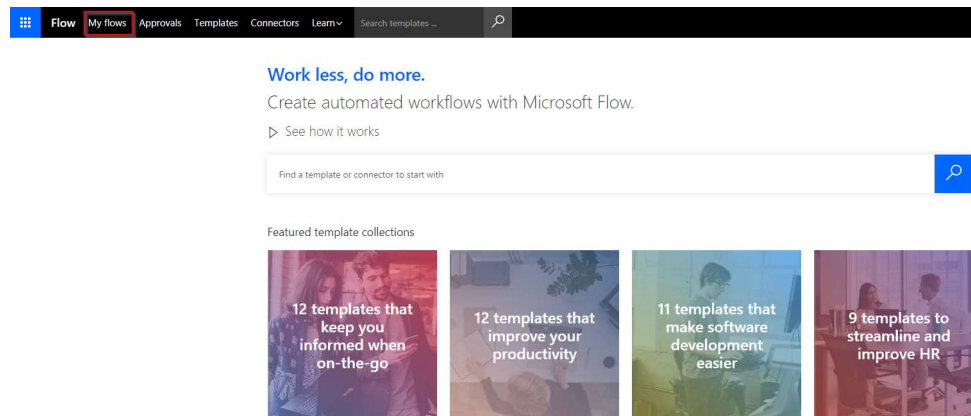 Flow My flows Approvals Templates Connectors Learn Search templates ...
Work less, do more.
Create automated workflows with Microsoft Flow.
See how it works
Find a template or connector to start with
Featured template collections
12 templates that
keep you
informed when
on-the-go
12 templates that
improve your
productivity
11 templates that
make software
development
easier
9 templates to
streamline and
improve HR